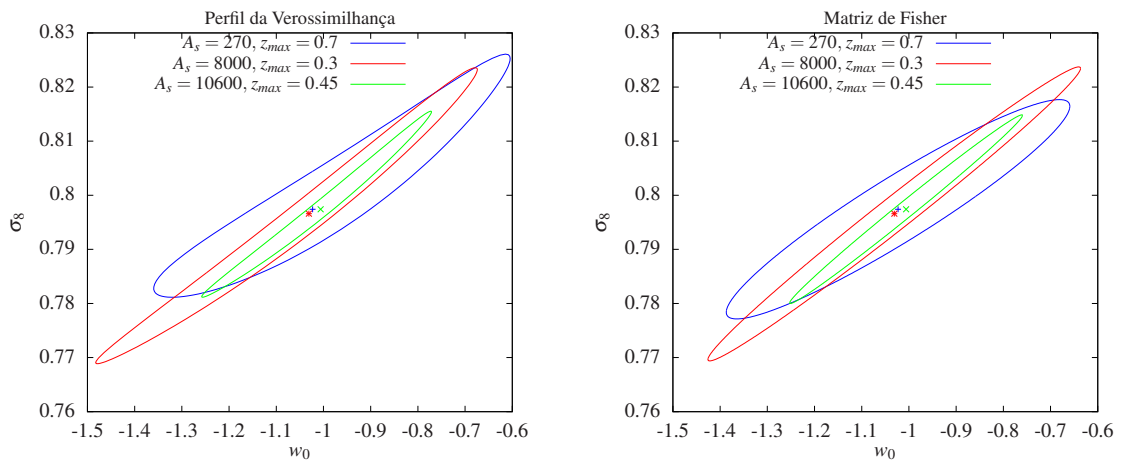 Perfil da Verossimilhança
A_s = 270, z_max = 0.7
A_s = 8000, z_max = 0.3
A_s = 10600, z_max = 0.45
0.83
0.82
0.81
0.8
0.79
0.78
0.77
0.76
σ_8
-1.5 -1.4 -1.3 -1.2 -1.1 -1 -0.9 -0.8 -0.7 -0.6
w_0
Matriz de Fisher
A_s = 270, z_max = 0.7
A_s = 8000, z_max = 0.3
A_s = 10600, z_max = 0.45
0.83
0.82
0.81
0.8
0.79
0.78
0.77
0.76
σ_8
-1.5 -1.4 -1.3 -1.2 -1.1 -1 -0.9 -0.8 -0.7 -0.6
w_0